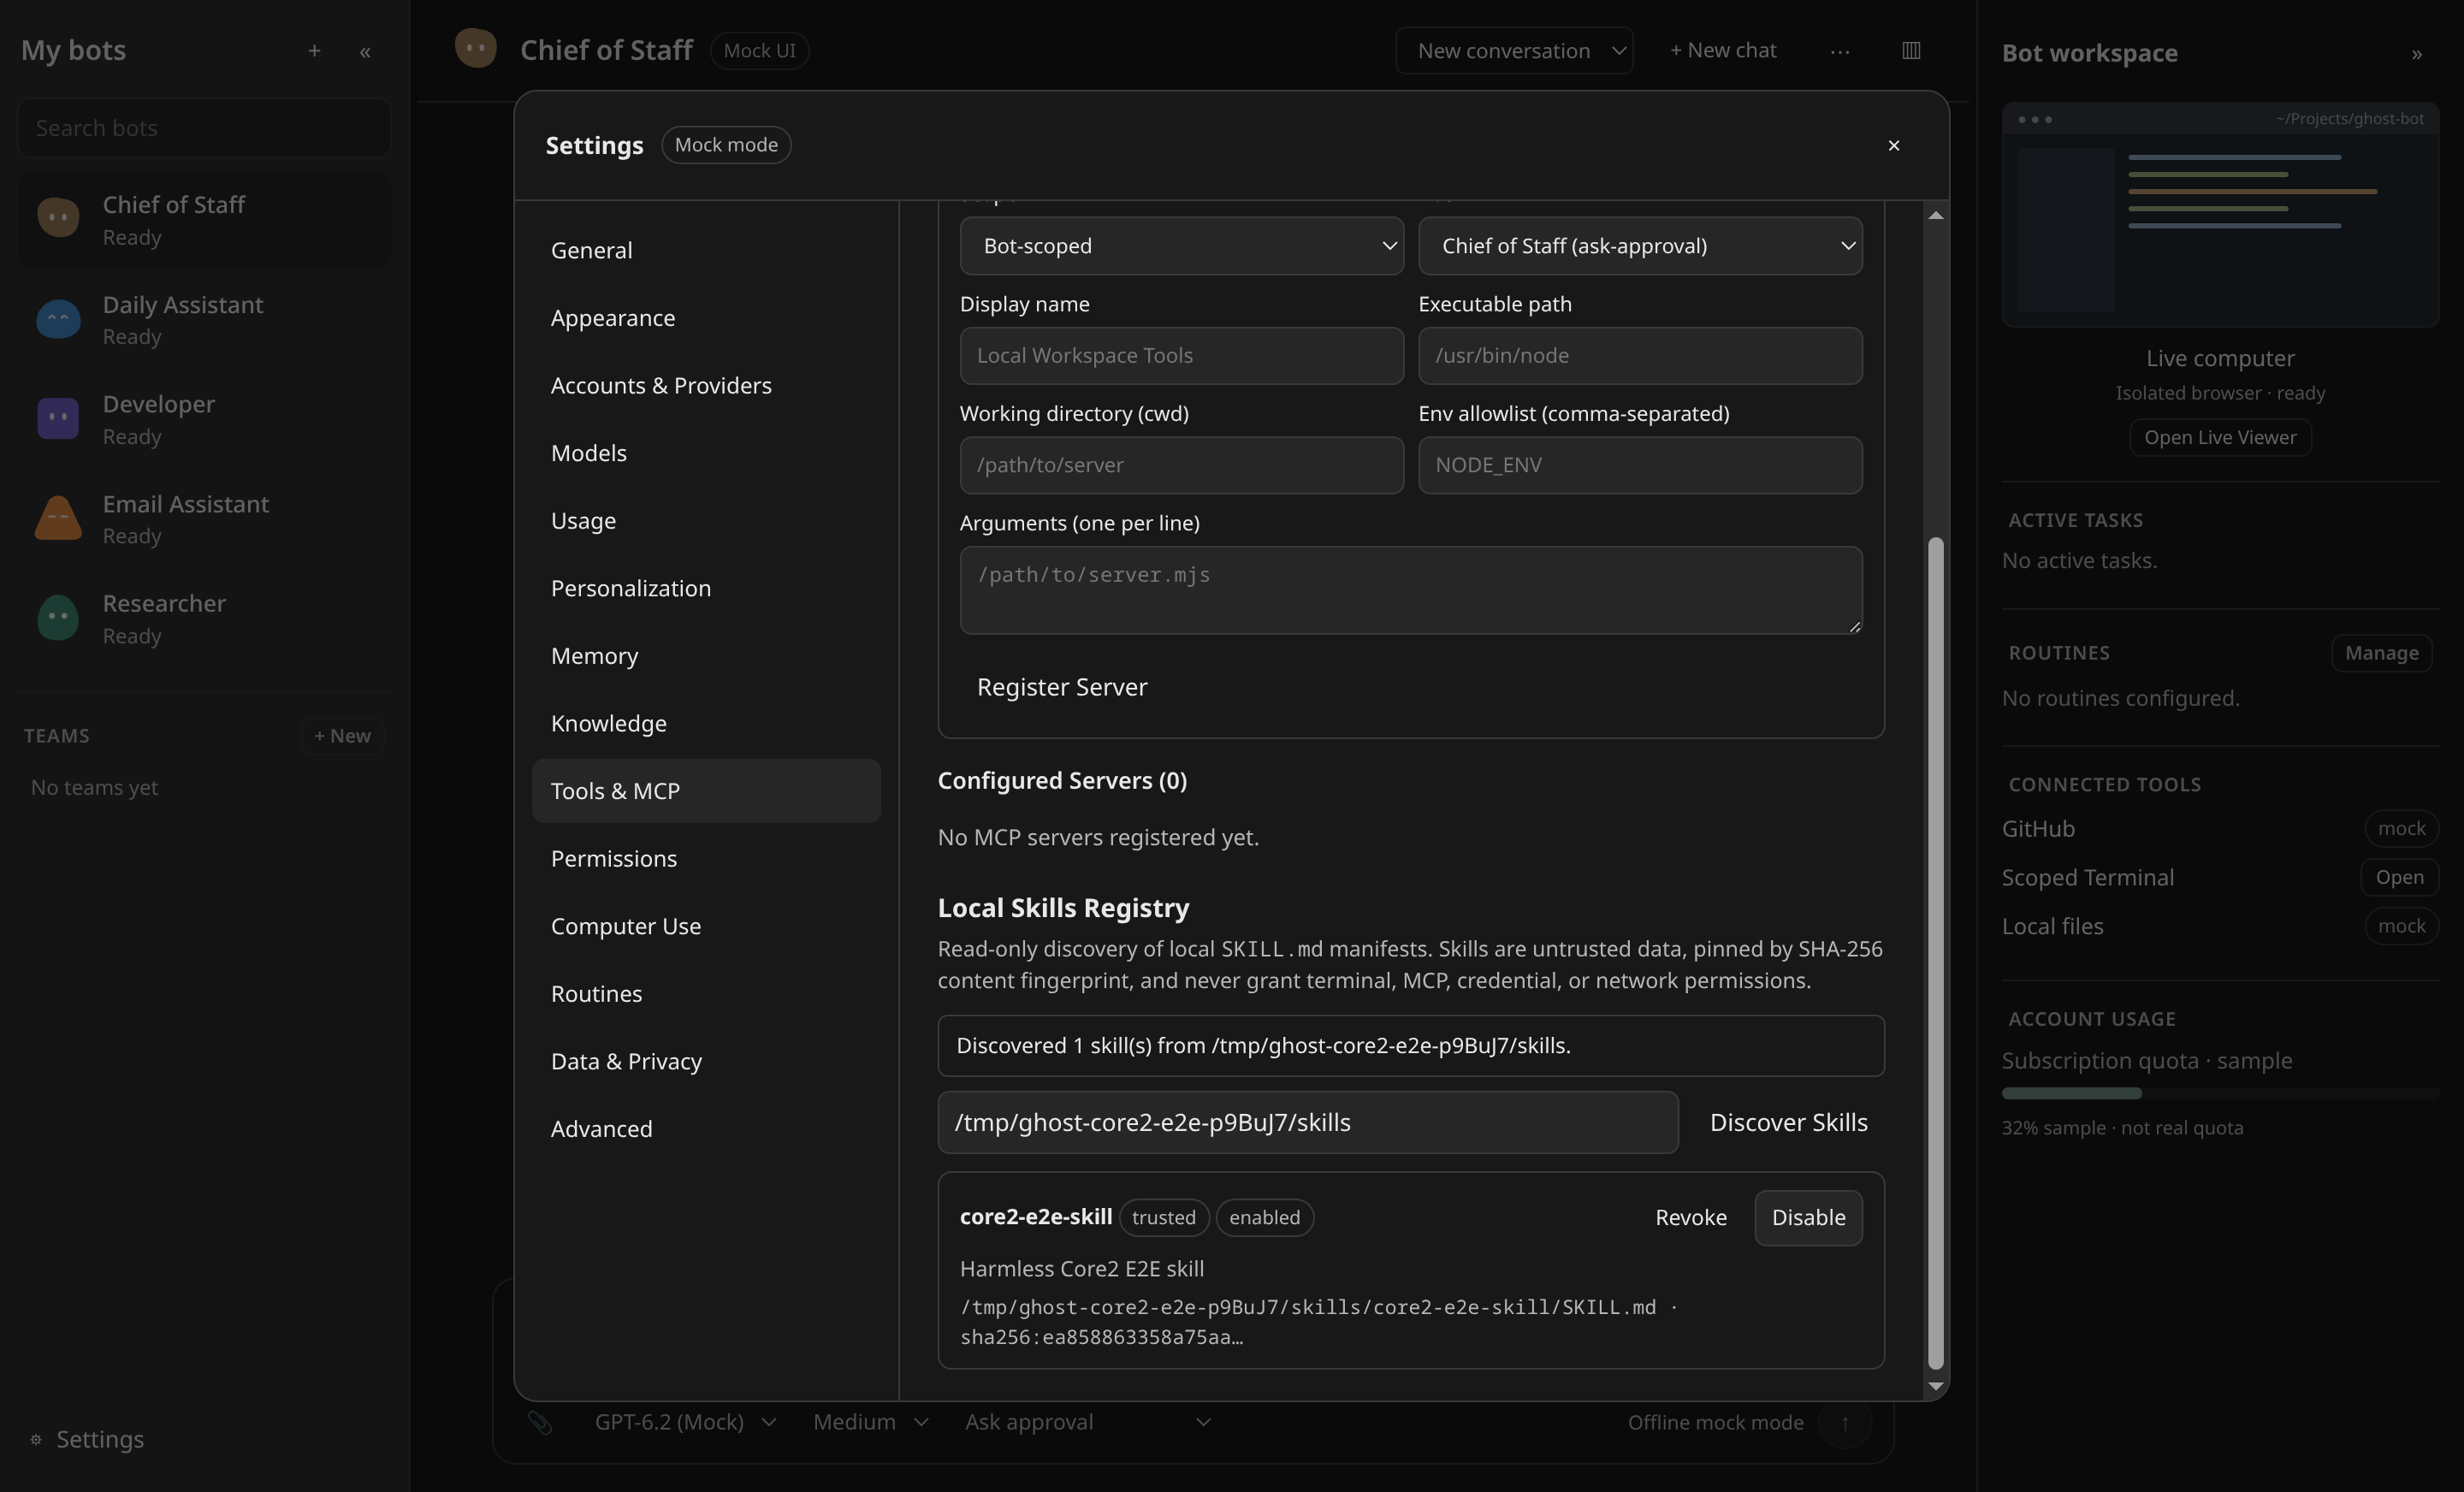 My bots
+
«
Search bots
Chief of Staff
Ready
Daily Assistant
Ready
Developer
Ready
Email Assistant
Ready
Researcher
Ready
TEAMS
+ New
No teams yet
Settings
Chief of Staff
Mock UI
New conversation
+ New chat
...
Settings
Mock mode
×
General
Appearance
Accounts & Providers
Models
Usage
Personalization
Memory
Knowledge
Tools & MCP
Permissions
Computer Use
Routines
Data & Privacy
Advanced
Bot-scoped
Chief of Staff (ask-approval)
Display name
Executable path
Local Workspace Tools
/usr/bin/node
Working directory (cwd)
Env allowlist (comma-separated)
/path/to/server
NODE_ENV
Arguments (one per line)
/path/to/server.mjs
Register Server
Configured Servers (0)
No MCP servers registered yet.
Local Skills Registry
Read-only discovery of local SKILL.md manifests. Skills are untrusted data, pinned by SHA-256
content fingerprint, and never grant terminal, MCP, credential, or network permissions.
Discovered 1 skill(s) from /tmp/ghost-core2-e2e-p9BuJ7/skills.
/tmp/ghost-core2-e2e-p9BuJ7/skills
Discover Skills
core2-e2e-skill
trusted
enabled
Revoke
Disable
Harmless Core2 E2E skill
/tmp/ghost-core2-e2e-p9BuJ7/skills/core2-e2e-skill/SKILL.md ·
sha256:ea858863358a75aa…
GPT-6.2 (Mock)
Medium
Ask approval
Offline mock mode
↑
Bot workspace
»
~/Projects/ghost-bot
Live computer
Isolated browser · ready
Open Live Viewer
ACTIVE TASKS
No active tasks.
ROUTINES
Manage
No routines configured.
CONNECTED TOOLS
GitHub
mock
Scoped Terminal
Open
Local files
mock
ACCOUNT USAGE
Subscription quota · sample
32% sample · not real quota